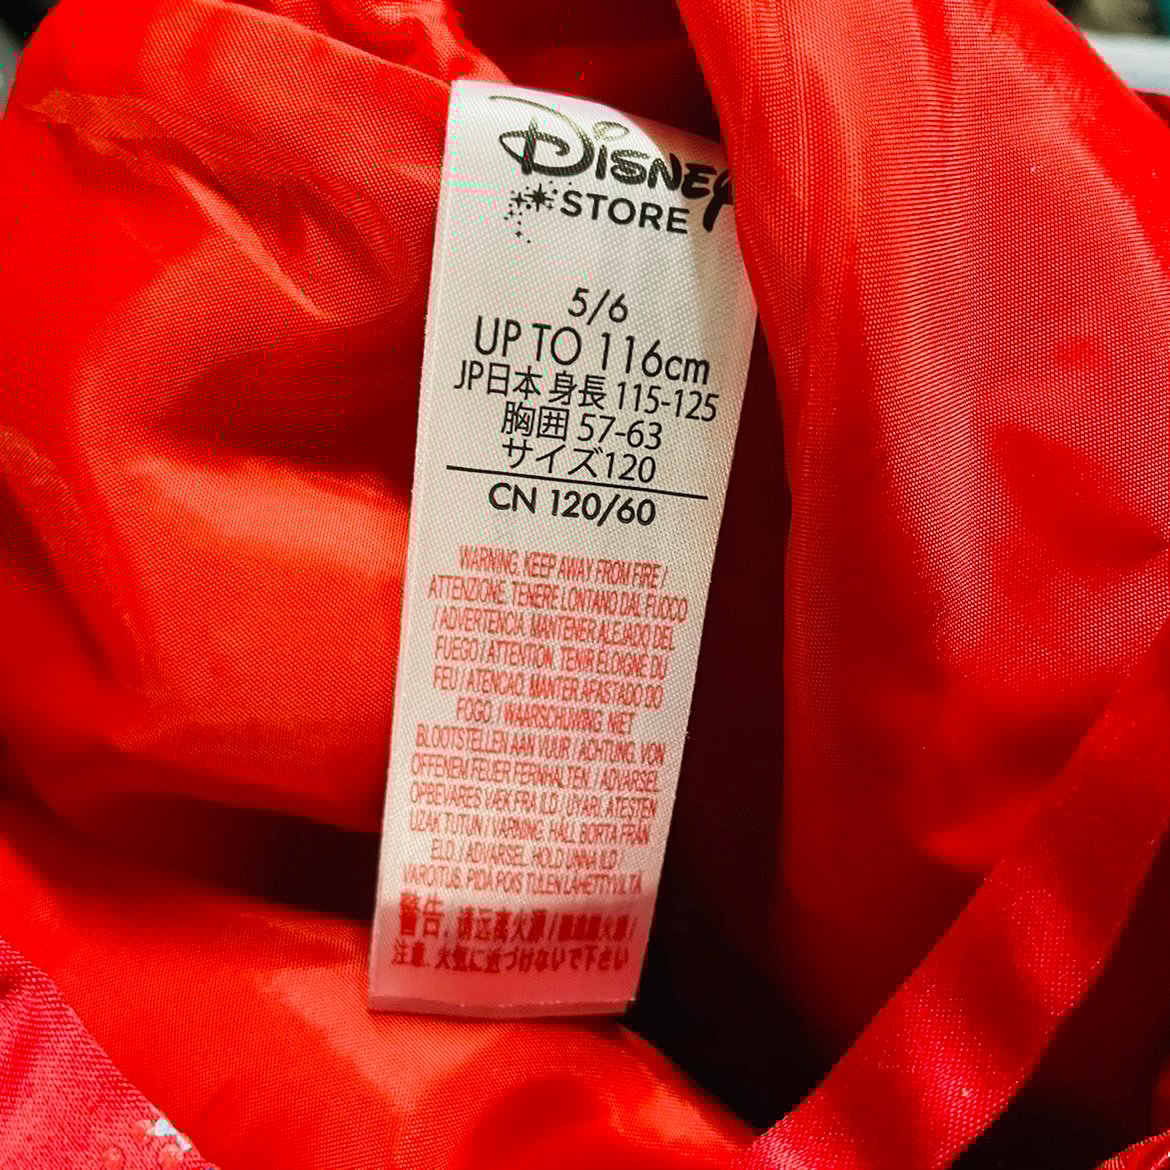 Disney
STORE
5/6
UP TO 116cm
JP日本 身長 115-125
胸囲 57-63
サイズ120
CN 120/60
WARNING. KEEP AWAY FROM FIRE /
ATTENZIONE. TENERE LONTANO DAL FUOCO
/ ADVERTENCIA. MANTENER ALEJADO DEL
FUEGO / ATTENTION. TENIR ÉLOIGNE DU
FEU / ATENCAO. MANTER AFASTADO DO
FOGO. / WAARSCHUWING. NIET
BLOOTSTELLEN AAN VUUR / ACHTUNG. VON
OFFENEM FEUER FERNHALTEN. / ADVARSEL
OPBEVARES VÆK FRA ILD / UYARI. ATESTEN
UZAK TUTUN / VARNING. HÅLL BORTA FRÅN
ELD. / ADVARSEL. HOLD UNNA ILD /
VAROITUS. PIDÄ POIS TULEN LÄHETTYVILTÄ
警告. 请远离火源 /
注意. 火気に近づけないで下さい